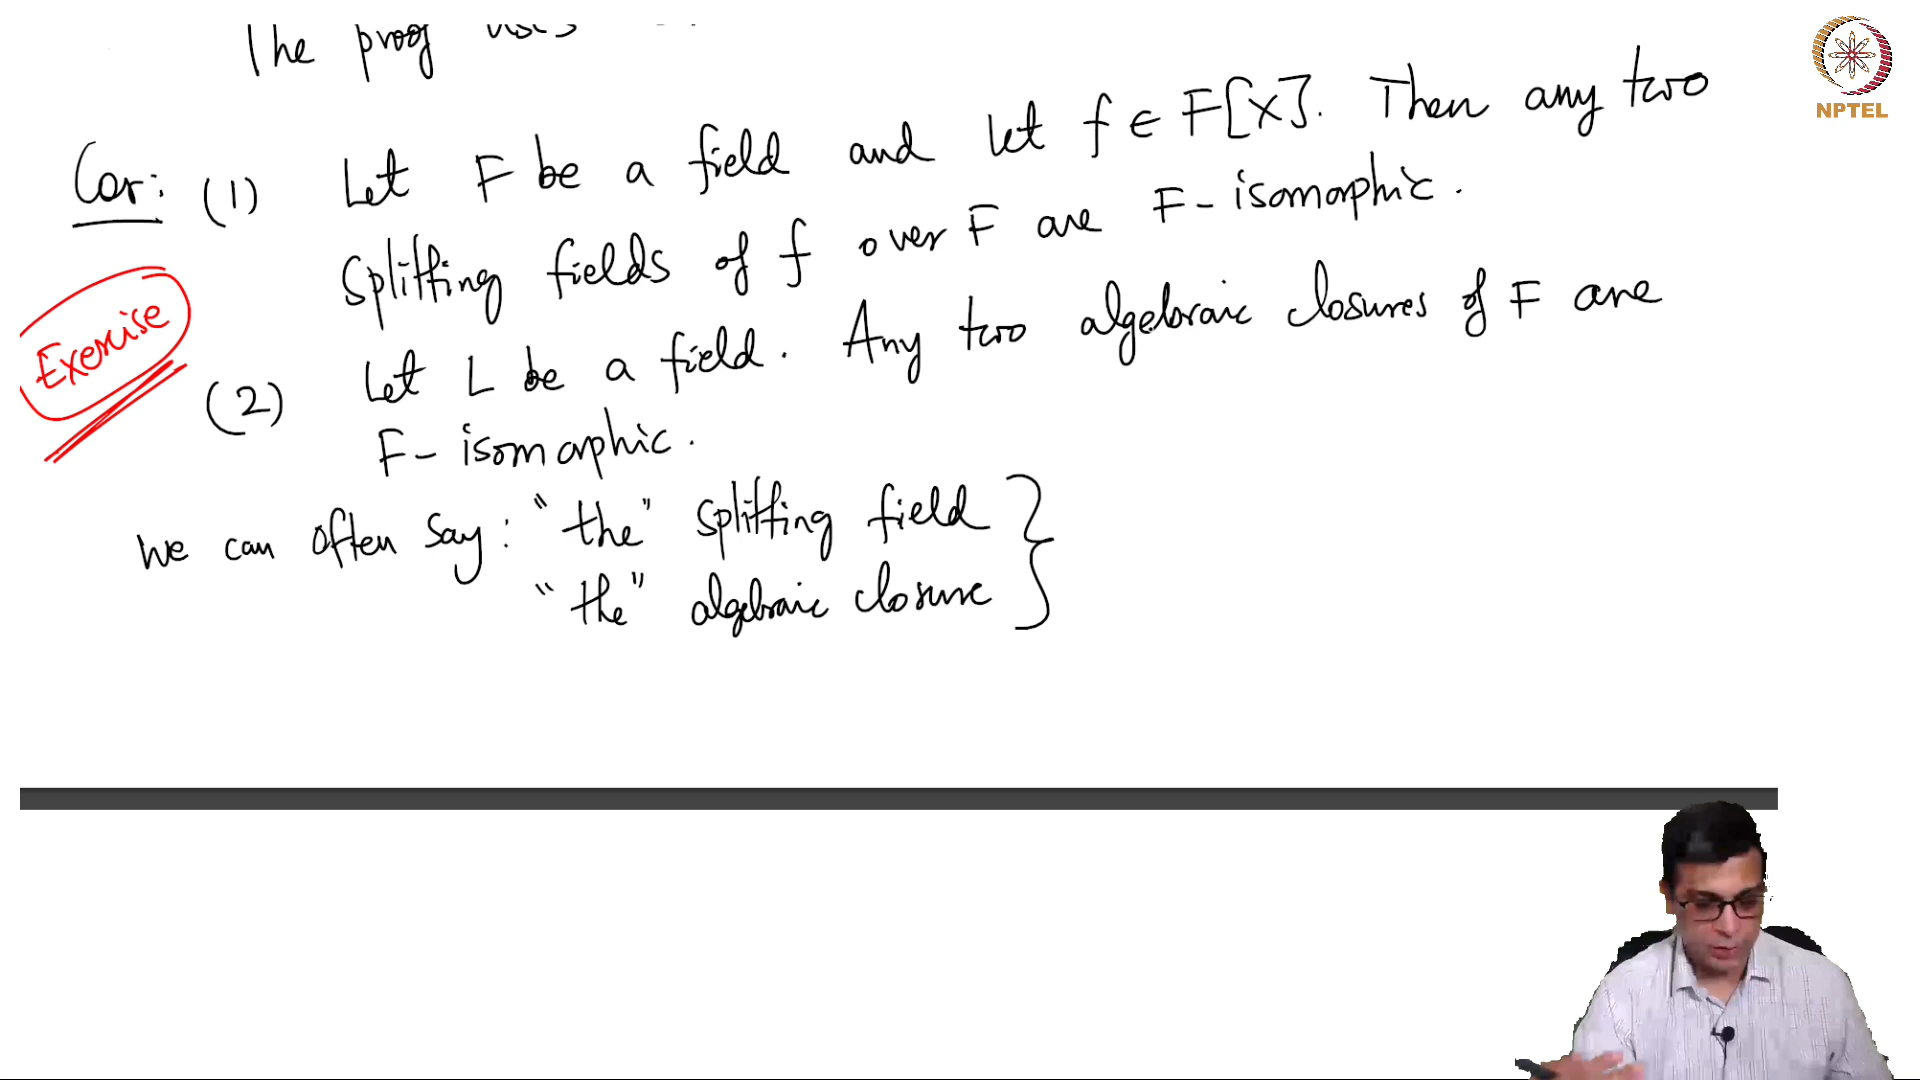 The proof uses
Cor: (1) Let F be a field and let f ∈ F[X]. Then any two
splitting fields of f over F are F-isomorphic.
Exercise
(2) Let L be a field. Any two algebraic closures of F are
F-isomorphic.
We can often say: "the" splitting field
"the" algebraic closure
NPTEL